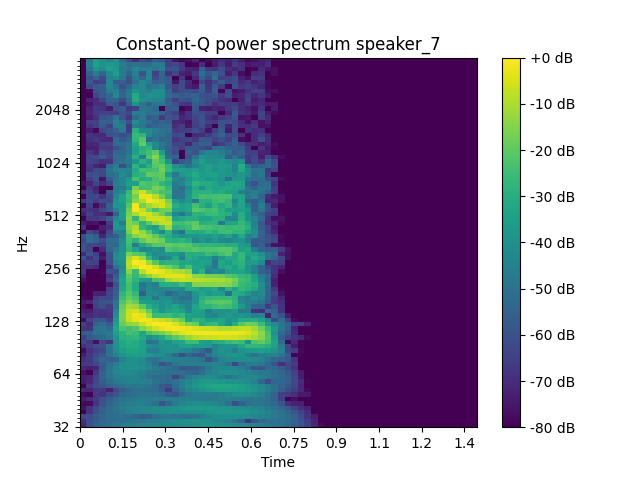 Constant-Q power spectrum speaker_7
Hz
2048
1024
512
256
128
64
32
0 0.15 0.3 0.45 0.6 0.75 0.9 1.1 1.2 1.4
Time
+0 dB
-10 dB
-20 dB
-30 dB
-40 dB
-50 dB
-60 dB
-70 dB
-80 dB